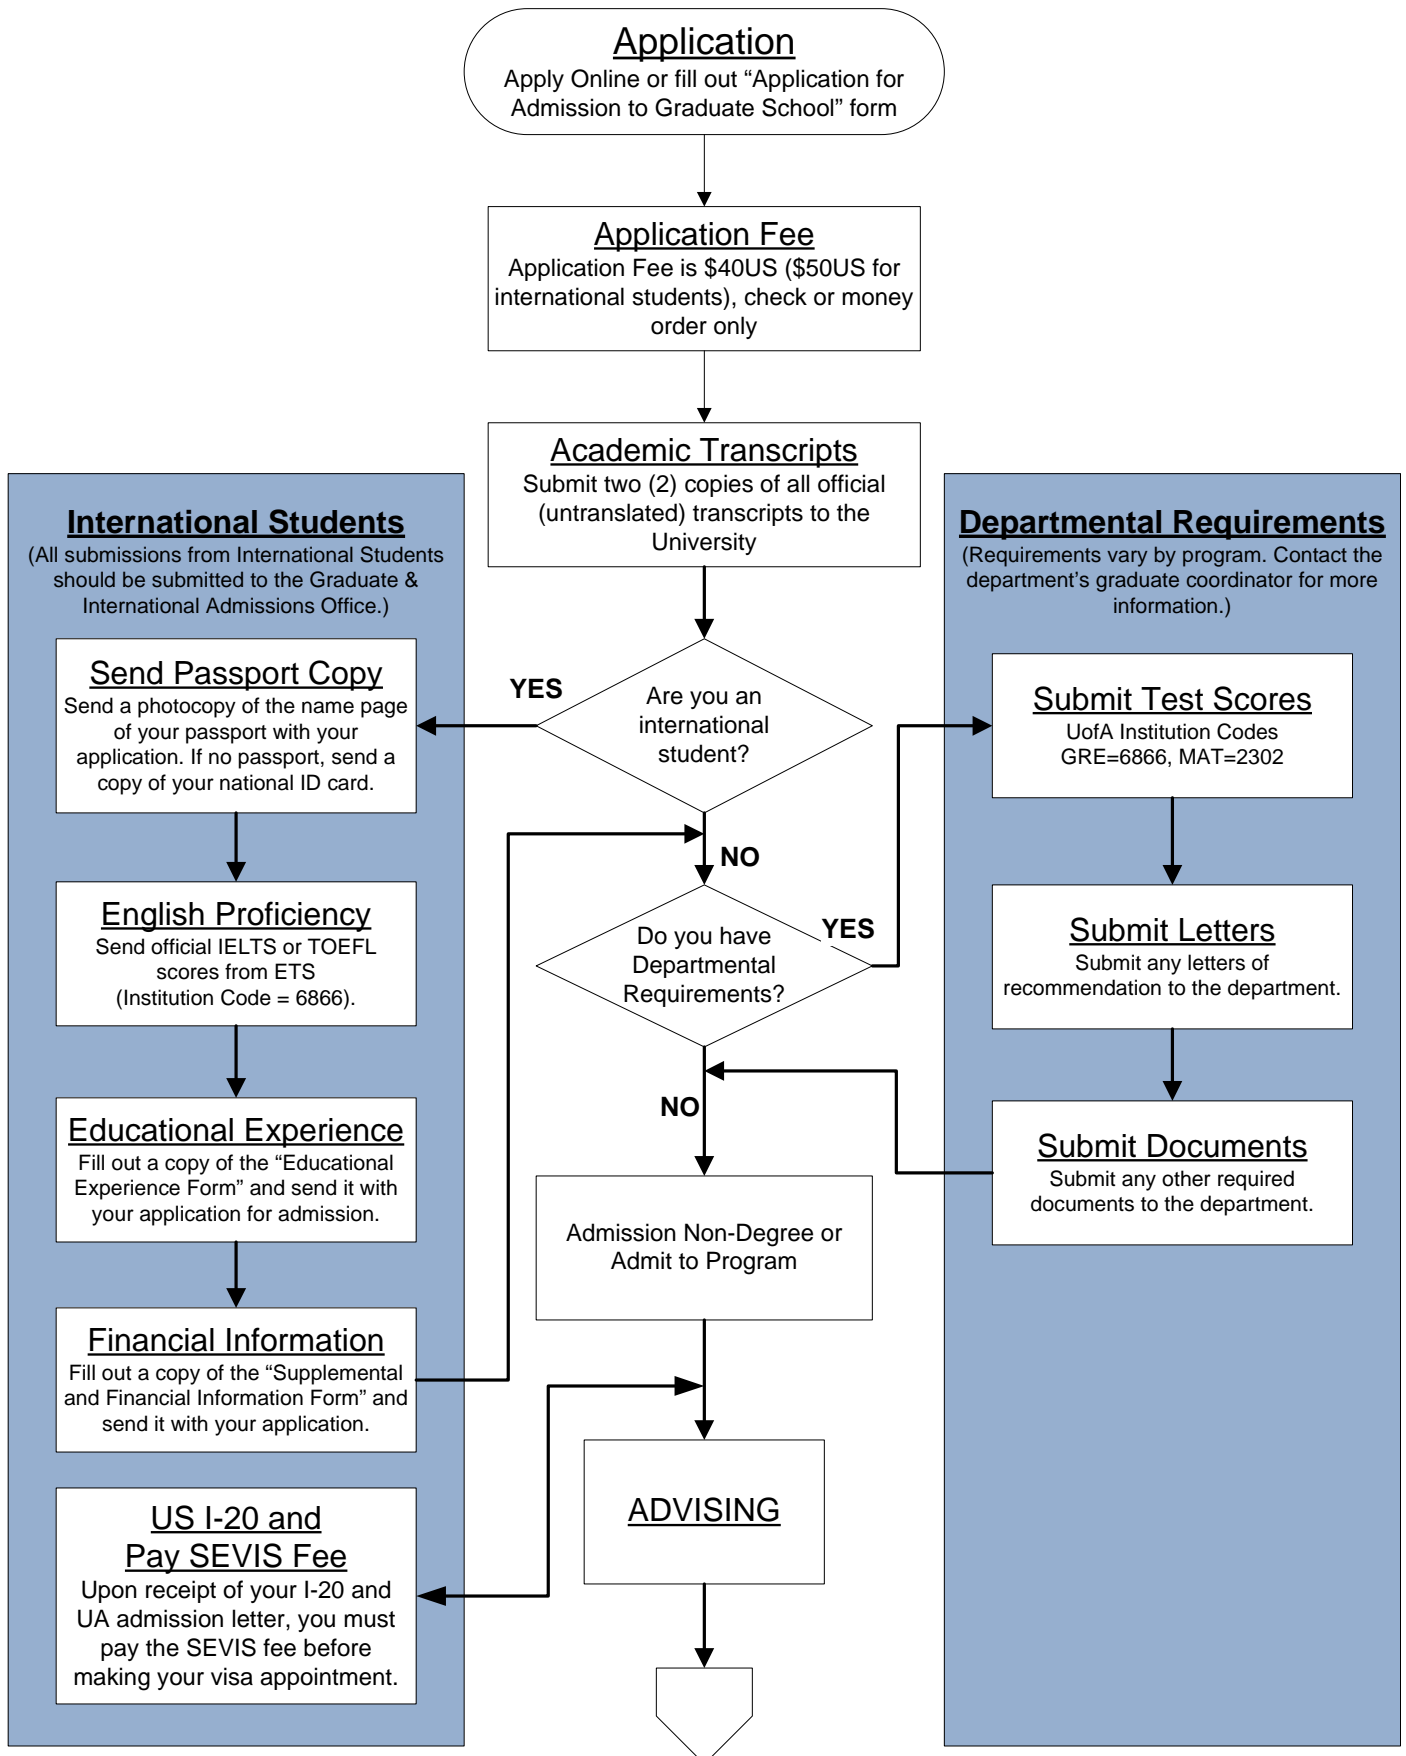 Application
Apply Online or fill out “Application for
Admission to Graduate School” form
Application Fee
Application Fee is $40US ($50US for
international students), check or money
order only
Academic Transcripts
Submit two (2) copies of all official
(untranslated) transcripts to the
University
International Students
(All submissions from International Students
should be submitted to the Graduate &
International Admissions Office.)
Send Passport Copy
Send a photocopy of the name page
of your passport with your
application. If no passport, send a
copy of your national ID card.
English Proficiency
Send official IELTS or TOEFL
scores from ETS
(Institution Code = 6866).
Educational Experience
Fill out a copy of the “Educational
Experience Form” and send it with
your application for admission.
Financial Information
Fill out a copy of the “Supplemental
and Financial Information Form” and
send it with your application.
US I-20 and
Pay SEVIS Fee
Upon receipt of your I-20 and
UA admission letter, you must
pay the SEVIS fee before
making your visa appointment.
YES
Are you an
international
student?
NO
Do you have
Departmental
Requirements?
YES
NO
Admission Non-Degree or
Admit to Program
ADVISING
Departmental Requirements
(Requirements vary by program. Contact the
department’s graduate coordinator for more
information.)
Submit Test Scores
UofA Institution Codes
GRE=6866, MAT=2302
Submit Letters
Submit any letters of
recommendation to the department.
Submit Documents
Submit any other required
documents to the department.